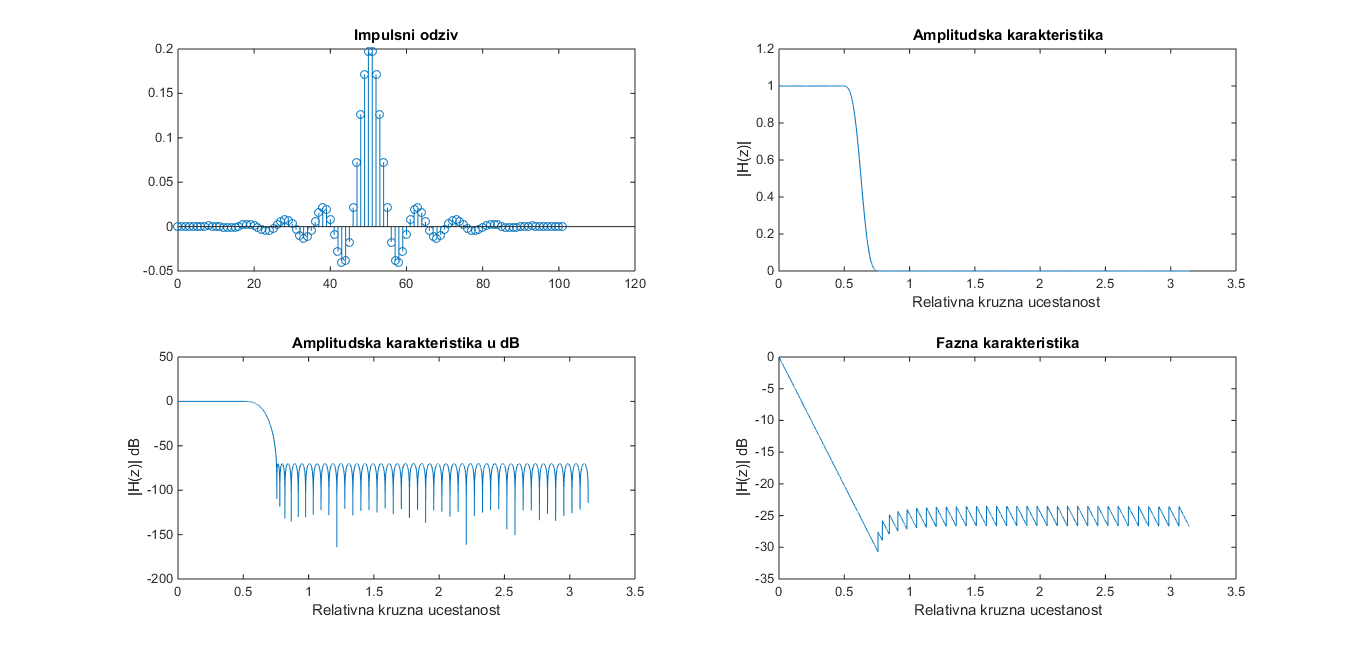 Impulsni odziv
0.2
0.15
0.1
0.05
0
-0.05
0 20 40 60 80 100 120
Amplitudska karakteristika
1.2
1
0.8
0.6
0.4
0.2
0
|H(z)|
0 0.5 1 1.5 2 2.5 3 3.5
Relativna kruzna ucestanost
Amplitudska karakteristika u dB
50
0
-50
-100
-150
-200
|H(z)| dB
0 0.5 1 1.5 2 2.5 3 3.5
Relativna kruzna ucestanost
Fazna karakteristika
0
-5
-10
-15
-20
-25
-30
-35
|H(z)| dB
0 0.5 1 1.5 2 2.5 3 3.5
Relativna kruzna ucestanost